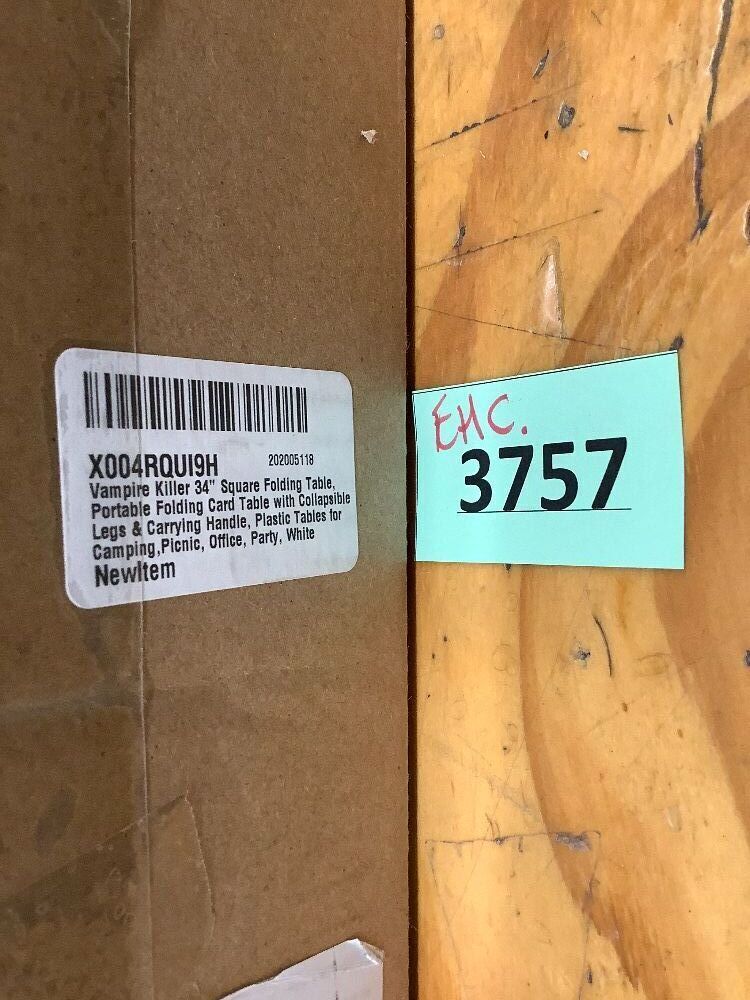 X004RQUI9H
202005118
Vampire Killer 34" Square Folding Table,
Portable Folding Card Table with Collapsible
Legs & Carrying Handle, Plastic Tables for
Camping,Picnic, Office, Party, White
NewItem
EHC.
3757